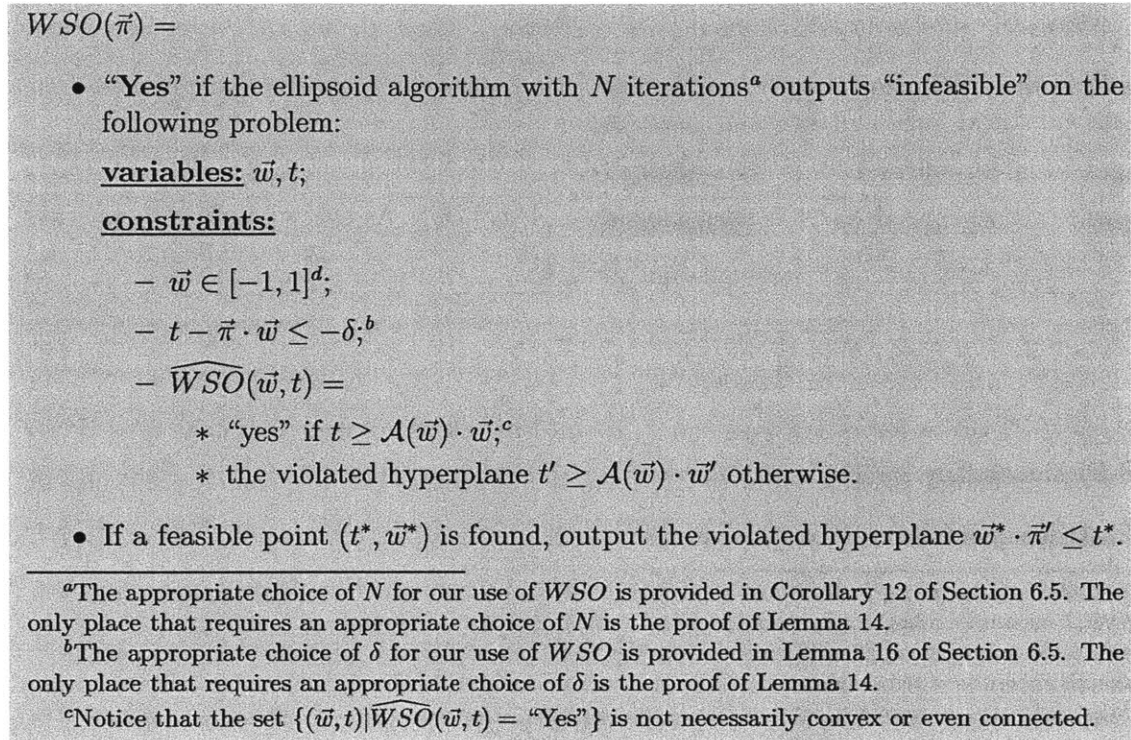 WSO(π⃗) =
• “Yes” if the ellipsoid algorithm with N iterationsᵃ outputs “infeasible” on the
following problem:
variables: w⃗, t;
constraints:
– w⃗ ∈ [−1, 1]ᵈ;
– t − π⃗ · w⃗ ≤ −δ;ᵇ
– \widehat{WSO}(w⃗, t) =
∗ “yes” if t ≥ 𝒜(w⃗) · w⃗;ᶜ
∗ the violated hyperplane t′ ≥ 𝒜(w⃗) · w⃗′ otherwise.
• If a feasible point (t*, w⃗*) is found, output the violated hyperplane w⃗* · π⃗′ ≤ t*.
ᵃThe appropriate choice of N for our use of WSO is provided in Corollary 12 of Section 6.5. The
only place that requires an appropriate choice of N is the proof of Lemma 14.
ᵇThe appropriate choice of δ for our use of WSO is provided in Lemma 16 of Section 6.5. The
only place that requires an appropriate choice of δ is the proof of Lemma 14.
ᶜNotice that the set {(w⃗, t)|\widehat{WSO}(w⃗, t) = “Yes”} is not necessarily convex or even connected.